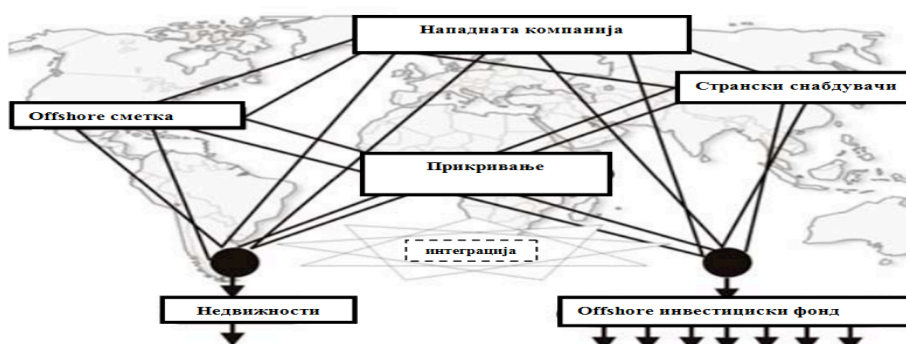 Нападната компанија
Странски снабдувачи
Offshore сметка
Прикривање
интеграција
Недвижности
Offshore инвестициски фонд